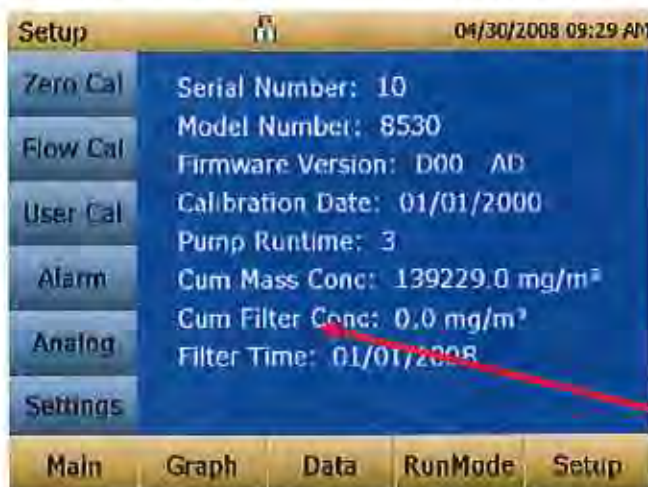 Setup 04/30/2008 09:29 AM
Zero Cal
Flow Cal
User Cal
Alarm
Analog
Settings
Serial Number: 10
Model Number: 8530
Firmware Version: D00 AD
Calibration Date: 01/01/2000
Pump Runtime: 3
Cum Mass Conc: 139229.0 mg/m³
Cum Filter Conc: 0.0 mg/m³
Filter Time: 01/01/2008
Main Graph Data RunMode Setup